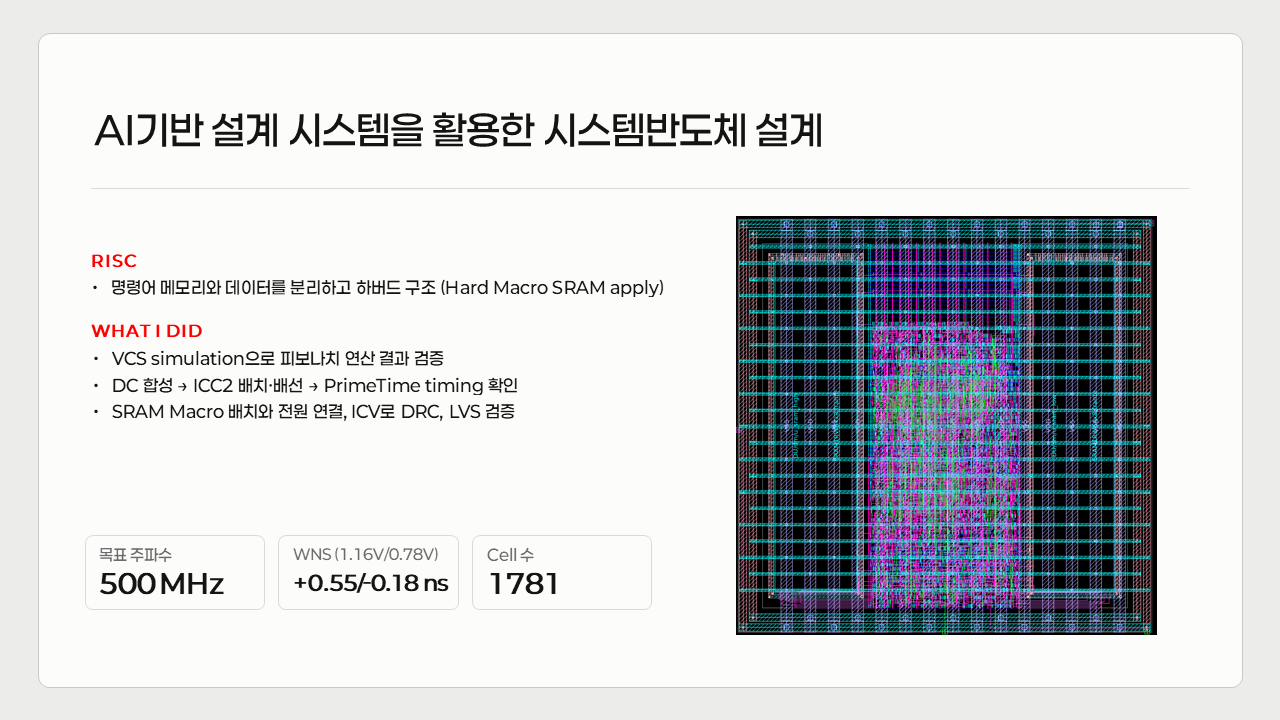 AI기반 설계 시스템을 활용한 시스템반도체 설계
RISC
• 명령어 메모리와 데이터를 분리하고 하버드 구조 (Hard Macro SRAM apply)
WHAT I DID
• VCS simulation으로 피보나치 연산 결과 검증
• DC 합성 → ICC2 배치·배선 → PrimeTime timing 확인
• SRAM Macro 배치와 전원 연결, ICV로 DRC, LVS 검증
목표 주파수
500 MHz
WNS (1.16V/0.78V)
+0.55/-0.18 ns
Cell 수
1781